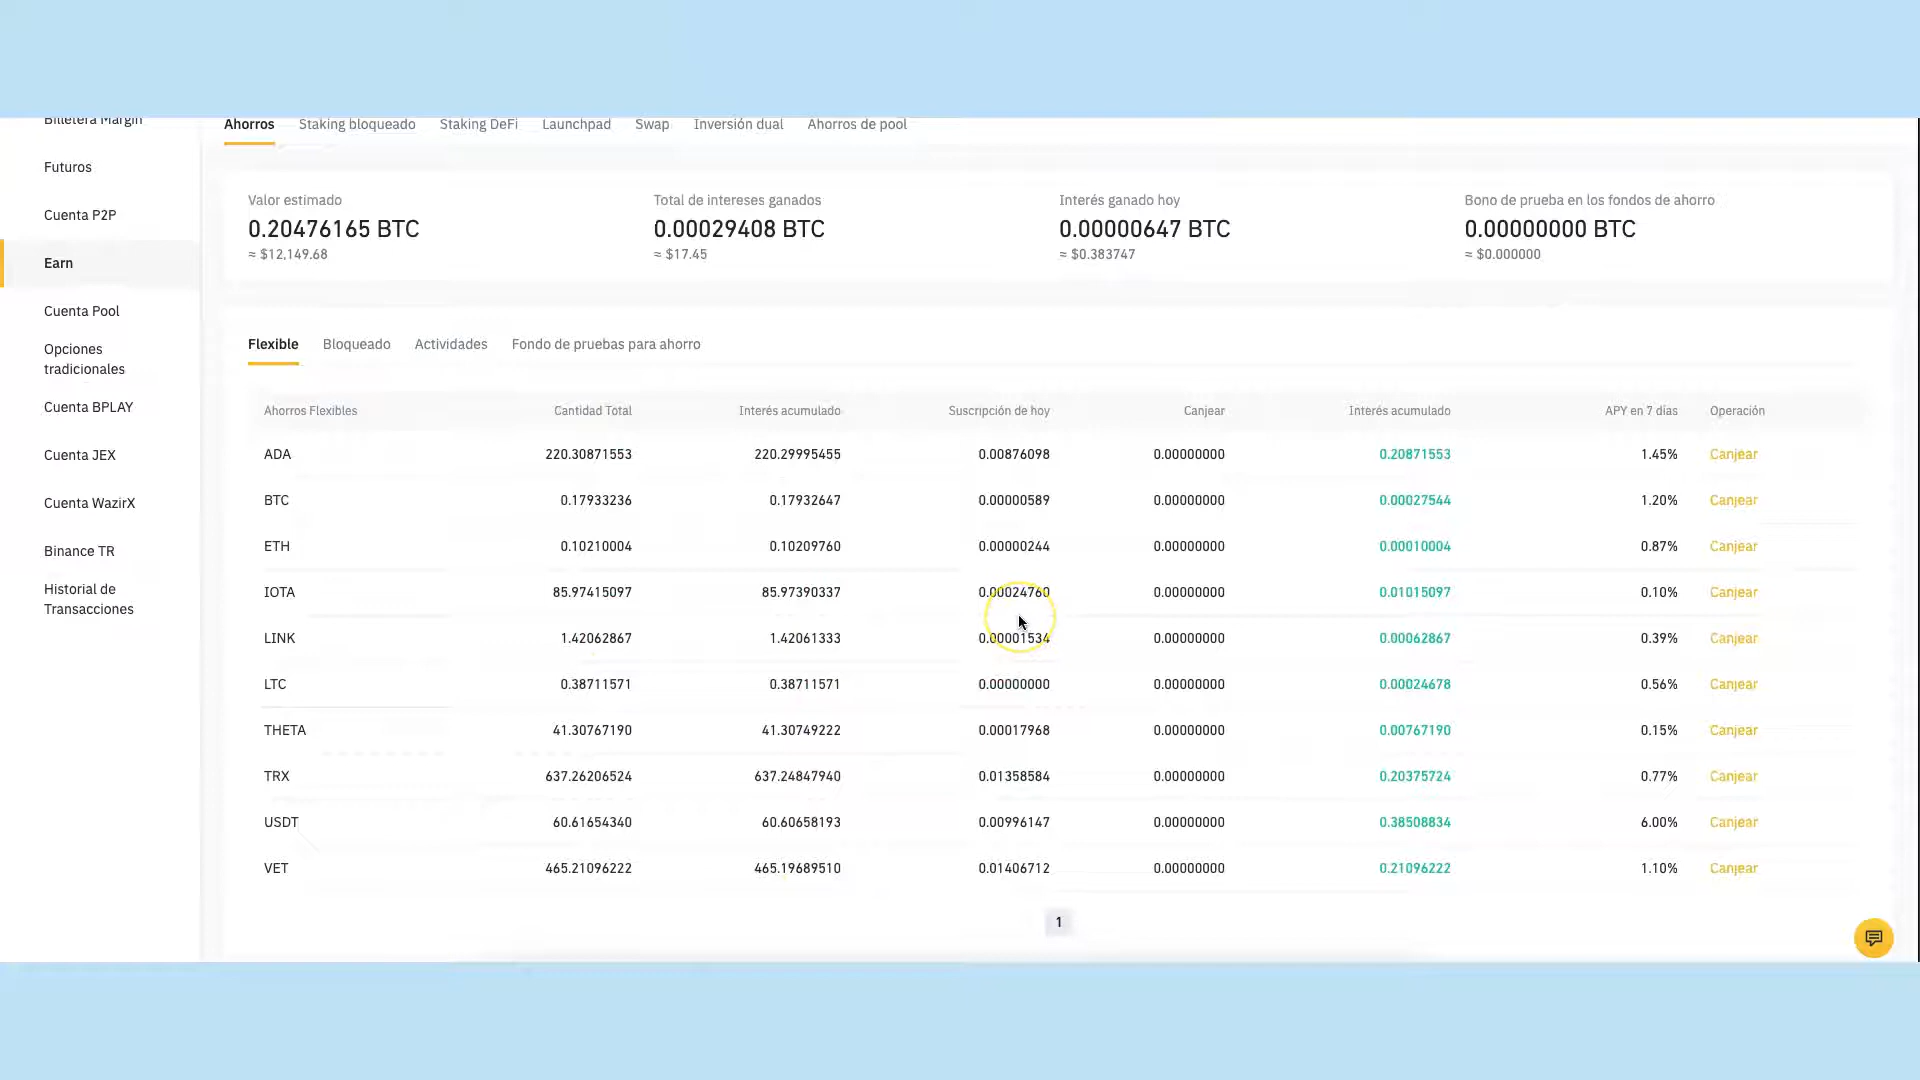 Billetera Margin
Futuros
Cuenta P2P
Earn
Cuenta Pool
Opciones
tradicionales
Cuenta BPLAY
Cuenta JEX
Cuenta WazirX
Binance TR
Historial de
Transacciones
Ahorros Staking bloqueado Staking DeFi Launchpad Swap Inversión dual Ahorros de pool
Valor estimado Total de intereses ganados Interés ganado hoy Bono de prueba en los fondos de ahorro
0.20476165 BTC 0.00029408 BTC 0.00000647 BTC 0.00000000 BTC
≈ $12,149.68 ≈ $17.45 ≈ $0.383747 ≈ $0.000000
Flexible Bloqueado Actividades Fondo de pruebas para ahorro
Ahorros Flexibles Cantidad Total Interés acumulado Suscripción de hoy Canjear Interés acumulado APY en 7 días Operación
ADA 220.30871553 220.29995455 0.00876098 0.00000000 0.20871553 1.45% Canjear
BTC 0.17933236 0.17932647 0.00000589 0.00000000 0.00027544 1.20% Canjear
ETH 0.10210004 0.10209760 0.00000244 0.00000000 0.00010004 0.87% Canjear
IOTA 85.97415097 85.97390337 0.00024760 0.00000000 0.01015097 0.10% Canjear
LINK 1.42062867 1.42061333 0.00001534 0.00000000 0.00062867 0.39% Canjear
LTC 0.38711571 0.38711571 0.00000000 0.00000000 0.00024678 0.56% Canjear
THETA 41.30767190 41.30749222 0.00017968 0.00000000 0.00767190 0.15% Canjear
TRX 637.26206524 637.24847940 0.01358584 0.00000000 0.20375724 0.77% Canjear
USDT 60.61654340 60.60658193 0.00996147 0.00000000 0.38508834 6.00% Canjear
VET 465.21096222 465.19689510 0.01406712 0.00000000 0.21096222 1.10% Canjear
1